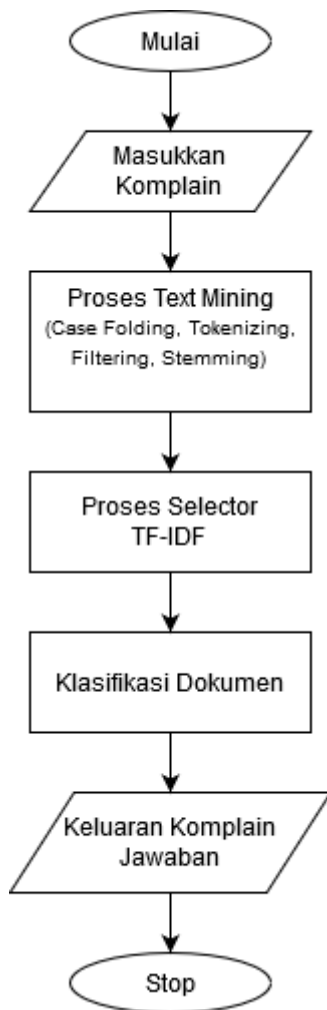 Mulai
Masukkan
Komplain
Proses Text Mining
(Case Folding, Tokenizing,
Filtering, Stemming)
Proses Selector
TF-IDF
Klasifikasi Dokumen
Keluaran Komplain
Jawaban
Stop